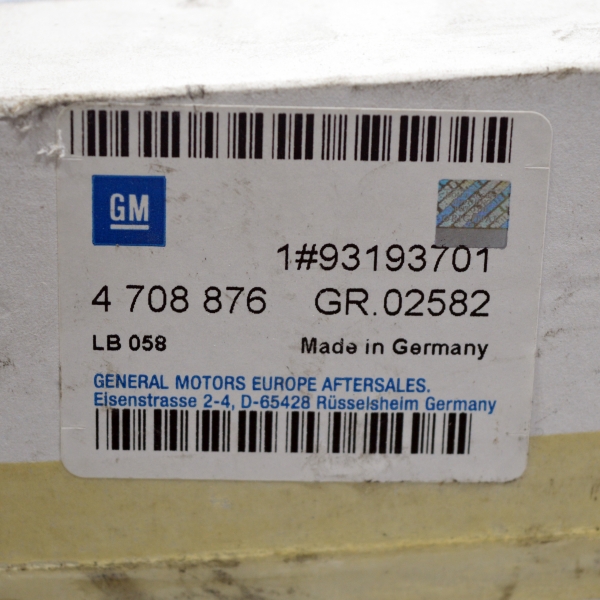 GM
1#93193701
4 708 876 GR.02582
LB 058 Made in Germany
GENERAL MOTORS EUROPE AFTERSALES.
Eisenstrasse 2-4, D-65428 Rüsselsheim Germany